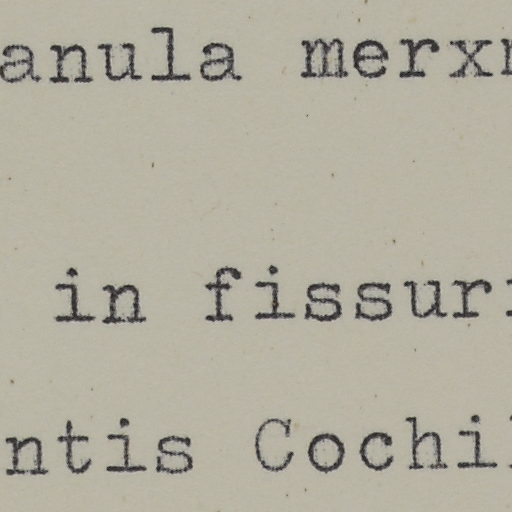 anula merx
in fissur
ntis Cochi